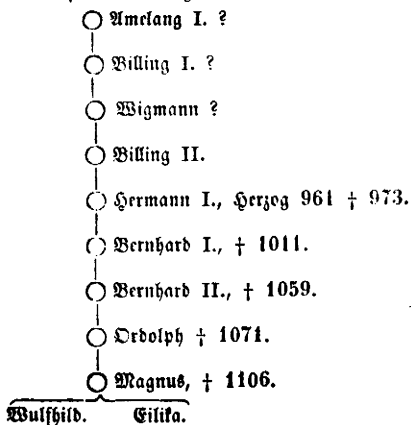 Amelang I. ?
Billing I. ?
Wigmann ?
Billing II.
Hermann I., Herzog 961 † 973.
Bernhard I., † 1011.
Bernhard II., † 1059.
Ordolph † 1071.
Magnus, † 1106.
Wulfhild. Eilika.